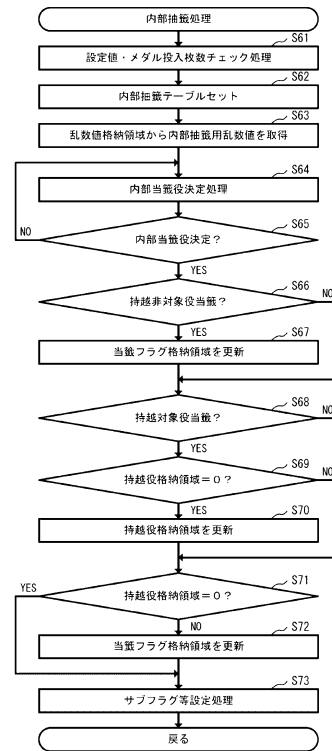 内部抽籤処理
S61
設定値・メダル投入枚数チェック処理
S62
内部抽籤テーブルセット
S63
乱数値格納領域から内部抽籤用乱数値を取得
S64
内部当籤役決定処理
S65
内部当籤役決定？
NO
YES
S66
持越非対象役当籤？
NO
YES
S67
当籤フラグ格納領域を更新
S68
持越対象役当籤？
NO
YES
S69
持越役格納領域＝0？
NO
YES
S70
持越役格納領域を更新
S71
YES
持越役格納領域＝0？
NO
S72
当籤フラグ格納領域を更新
S73
サブフラグ等設定処理
戻る